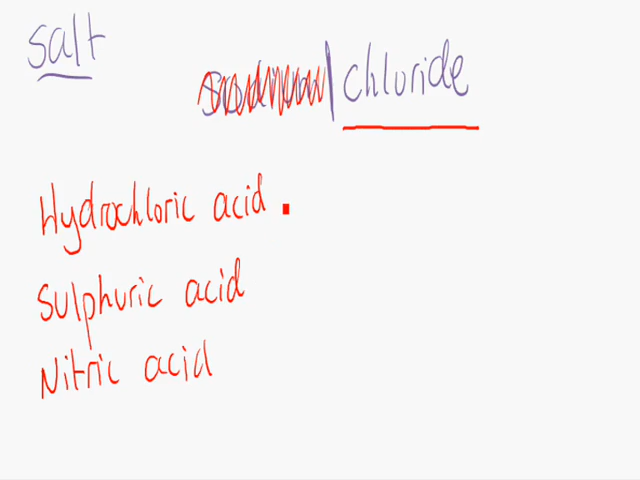 Salt
chloride
Hydrochloric acid
Sulphuric acid
Nitric acid